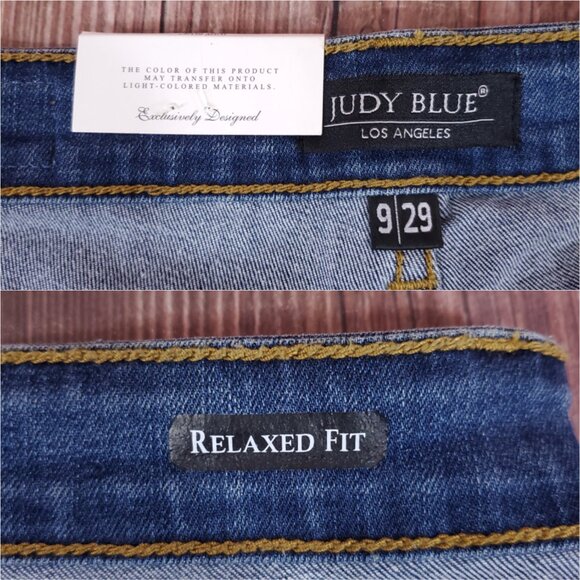 THE COLOR OF THIS PRODUCT
MAY TRANSFER ONTO
LIGHT-COLORED MATERIALS.
Exclusively Designed
JUDY BLUE®
LOS ANGELES
9|29
RELAXED FIT